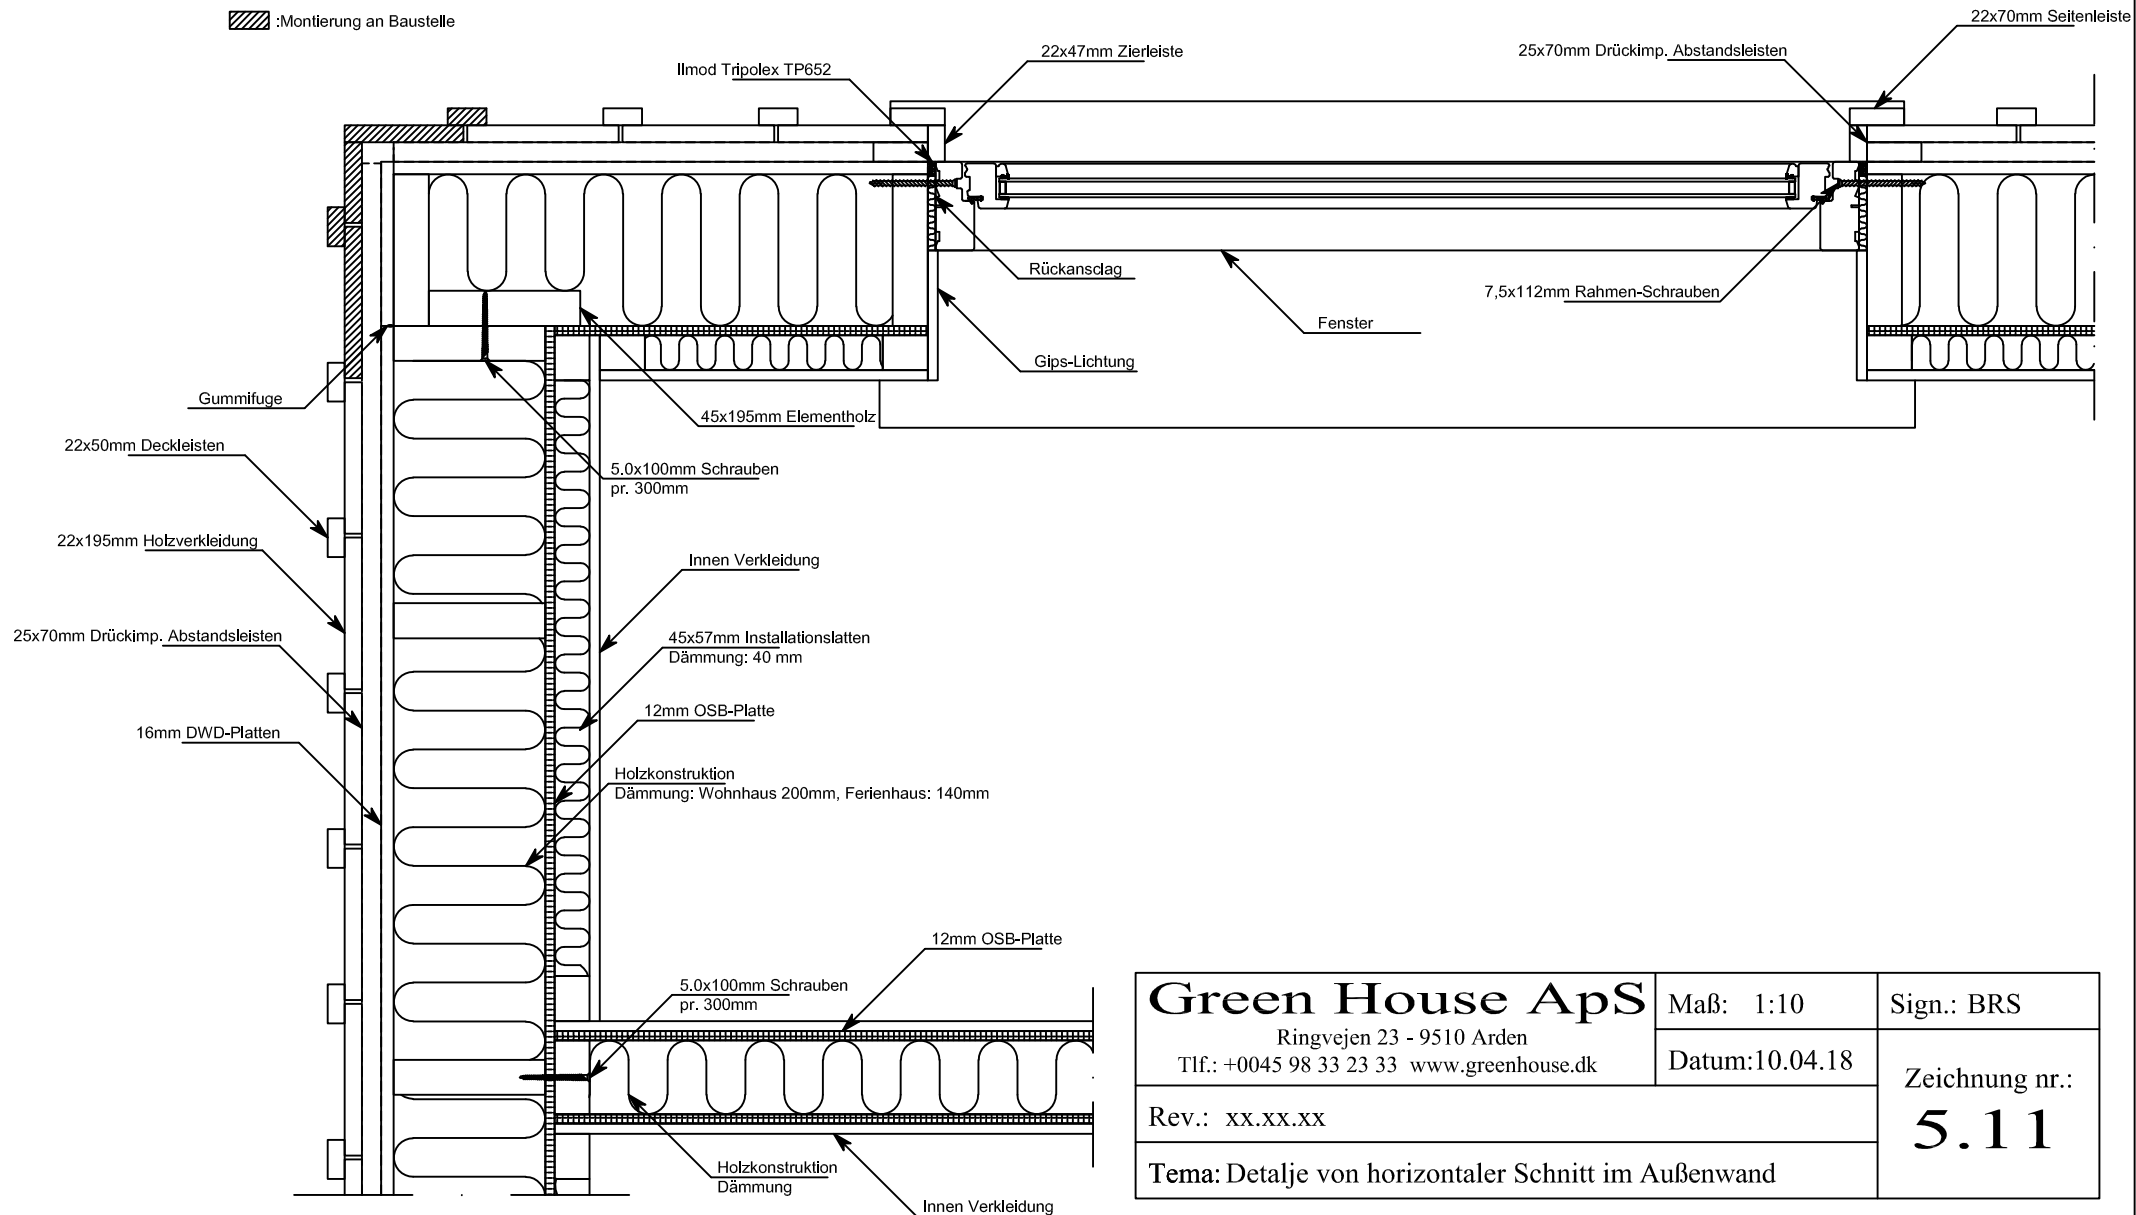 :Montierung an Baustelle
22x70mm Seitenleiste
22x47mm Zierleiste
25x70mm Drückimp. Abstandsleisten
Ilmod Tripolex TP652
Rückansclag
7,5x112mm Rahmen-Schrauben
Fenster
Gips-Lichtung
Gummifuge
45x195mm Elementholz
22x50mm Deckleisten
5.0x100mm Schrauben
pr. 300mm
22x195mm Holzverkleidung
Innen Verkleidung
25x70mm Drückimp. Abstandsleisten
45x57mm Installationslatten
Dämmung: 40 mm
12mm OSB-Platte
16mm DWD-Platten
Holzkonstruktion
Dämmung: Wohnhaus 200mm, Ferienhaus: 140mm
12mm OSB-Platte
5.0x100mm Schrauben
pr. 300mm
Holzkonstruktion
Dämmung
Innen Verkleidung
Green House ApS
Ringvejen 23 - 9510 Arden
Tlf.: +0045 98 33 23 33 www.greenhouse.dk
Maß: 1:10
Sign.: BRS
Datum:10.04.18
Zeichnung nr.:
5.11
Rev.: xx.xx.xx
Tema: Detalje von horizontaler Schnitt im Außenwand